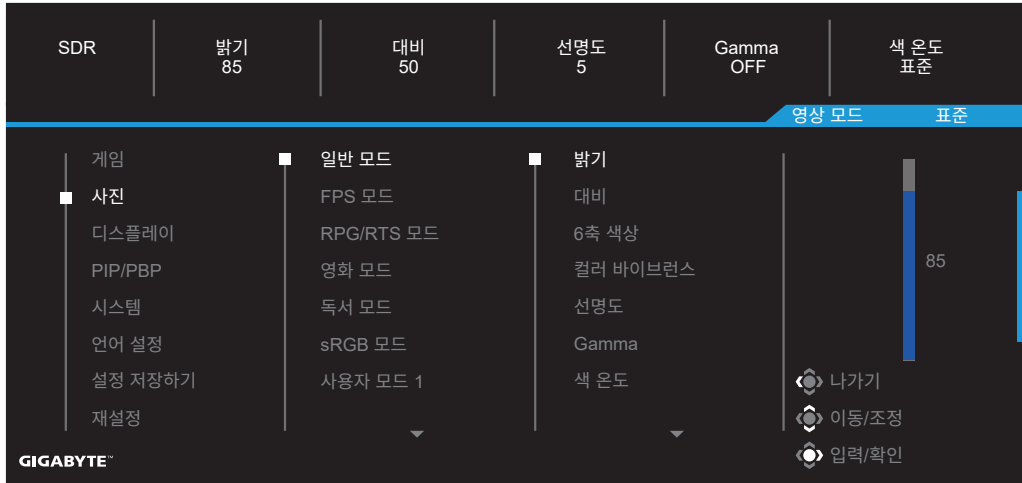 SDR 밝기 대비 선명도 Gamma 색 온도
85 50 5 OFF 표준
영상 모드 표준
게임 일반 모드 밝기
사진 FPS 모드 대비
디스플레이 RPG/RTS 모드 6축 색상
PIP/PBP 영화 모드 컬러 바이브런스 85
시스템 독서 모드 선명도
언어 설정 sRGB 모드 Gamma
설정 저장하기 사용자 모드 1 색 온도 나가기
재설정 이동/조정
GIGABYTE™ 입력/확인